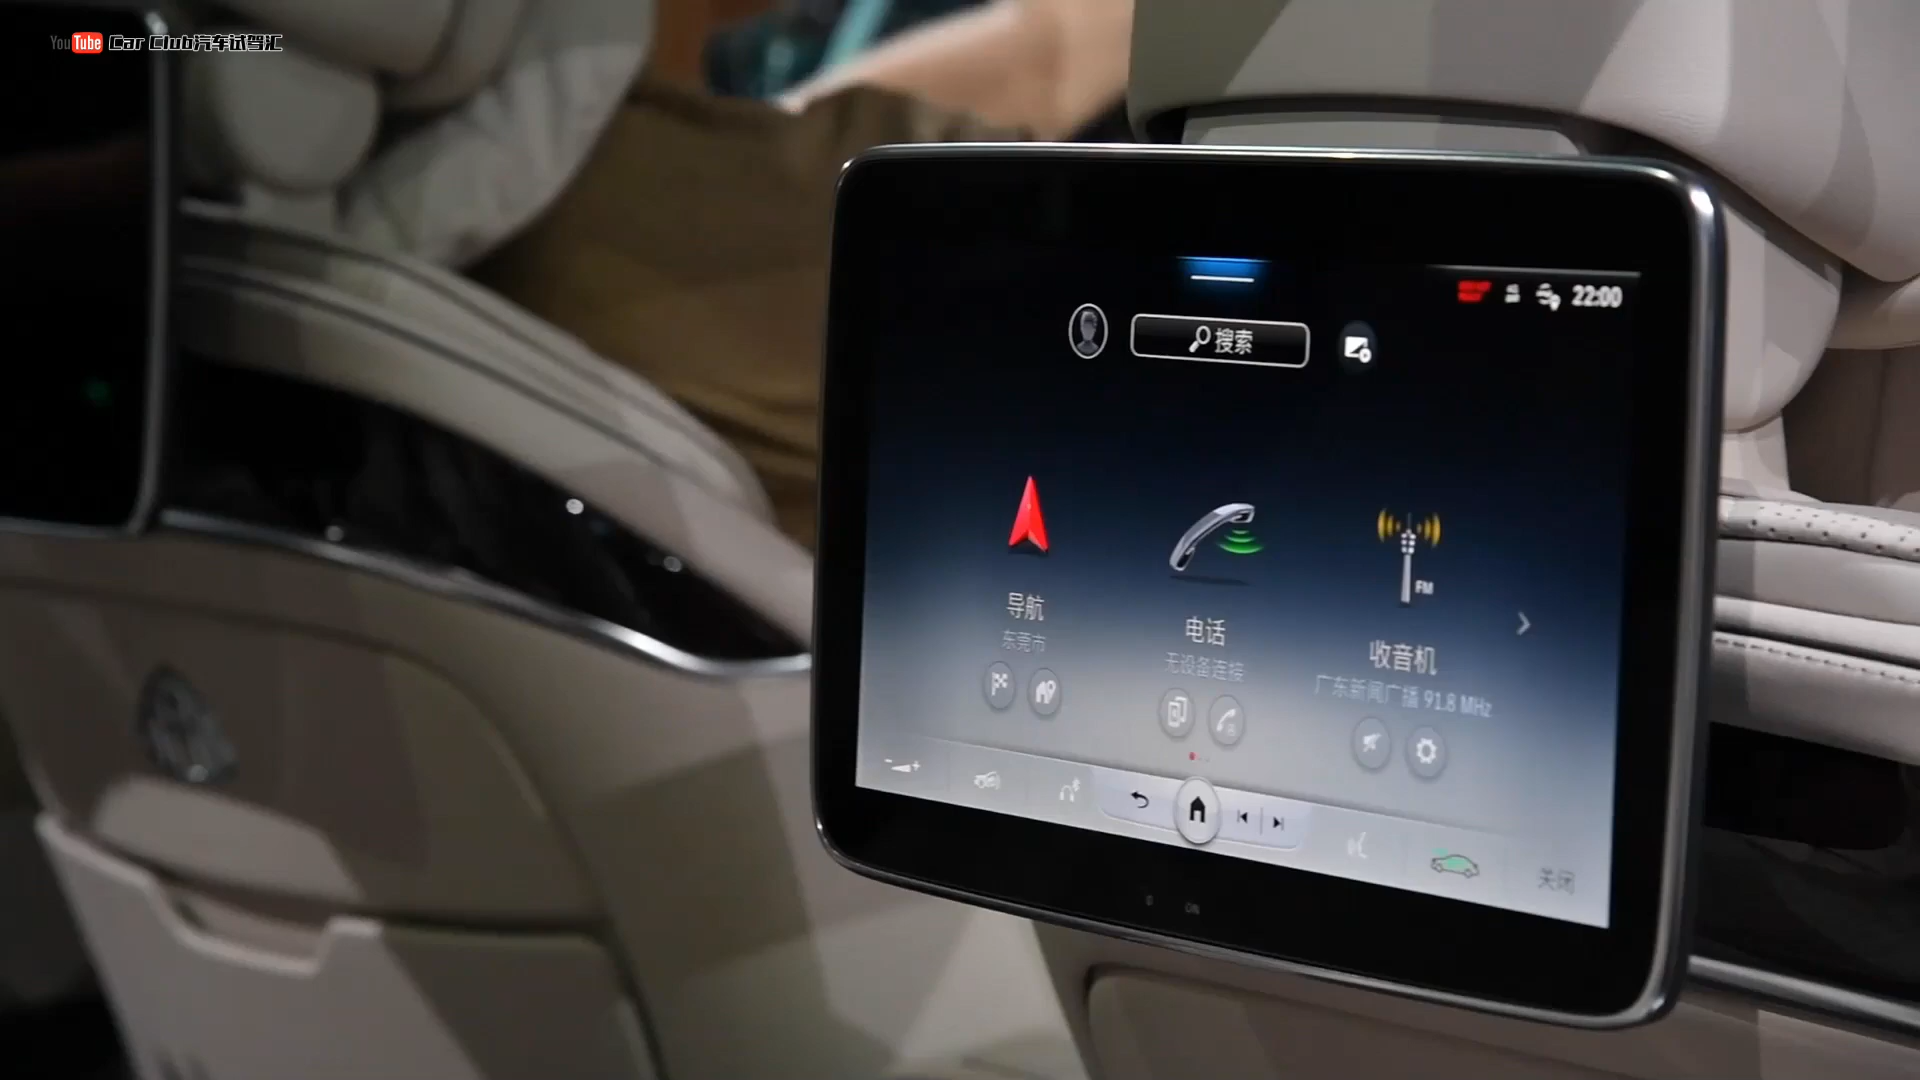 YouTube Car Club汽车试驾汇
22:00
搜索
FM
导航
东莞市
电话
无设备连接
收音机
广东新闻广播 91.8 MHz
关闭
ON